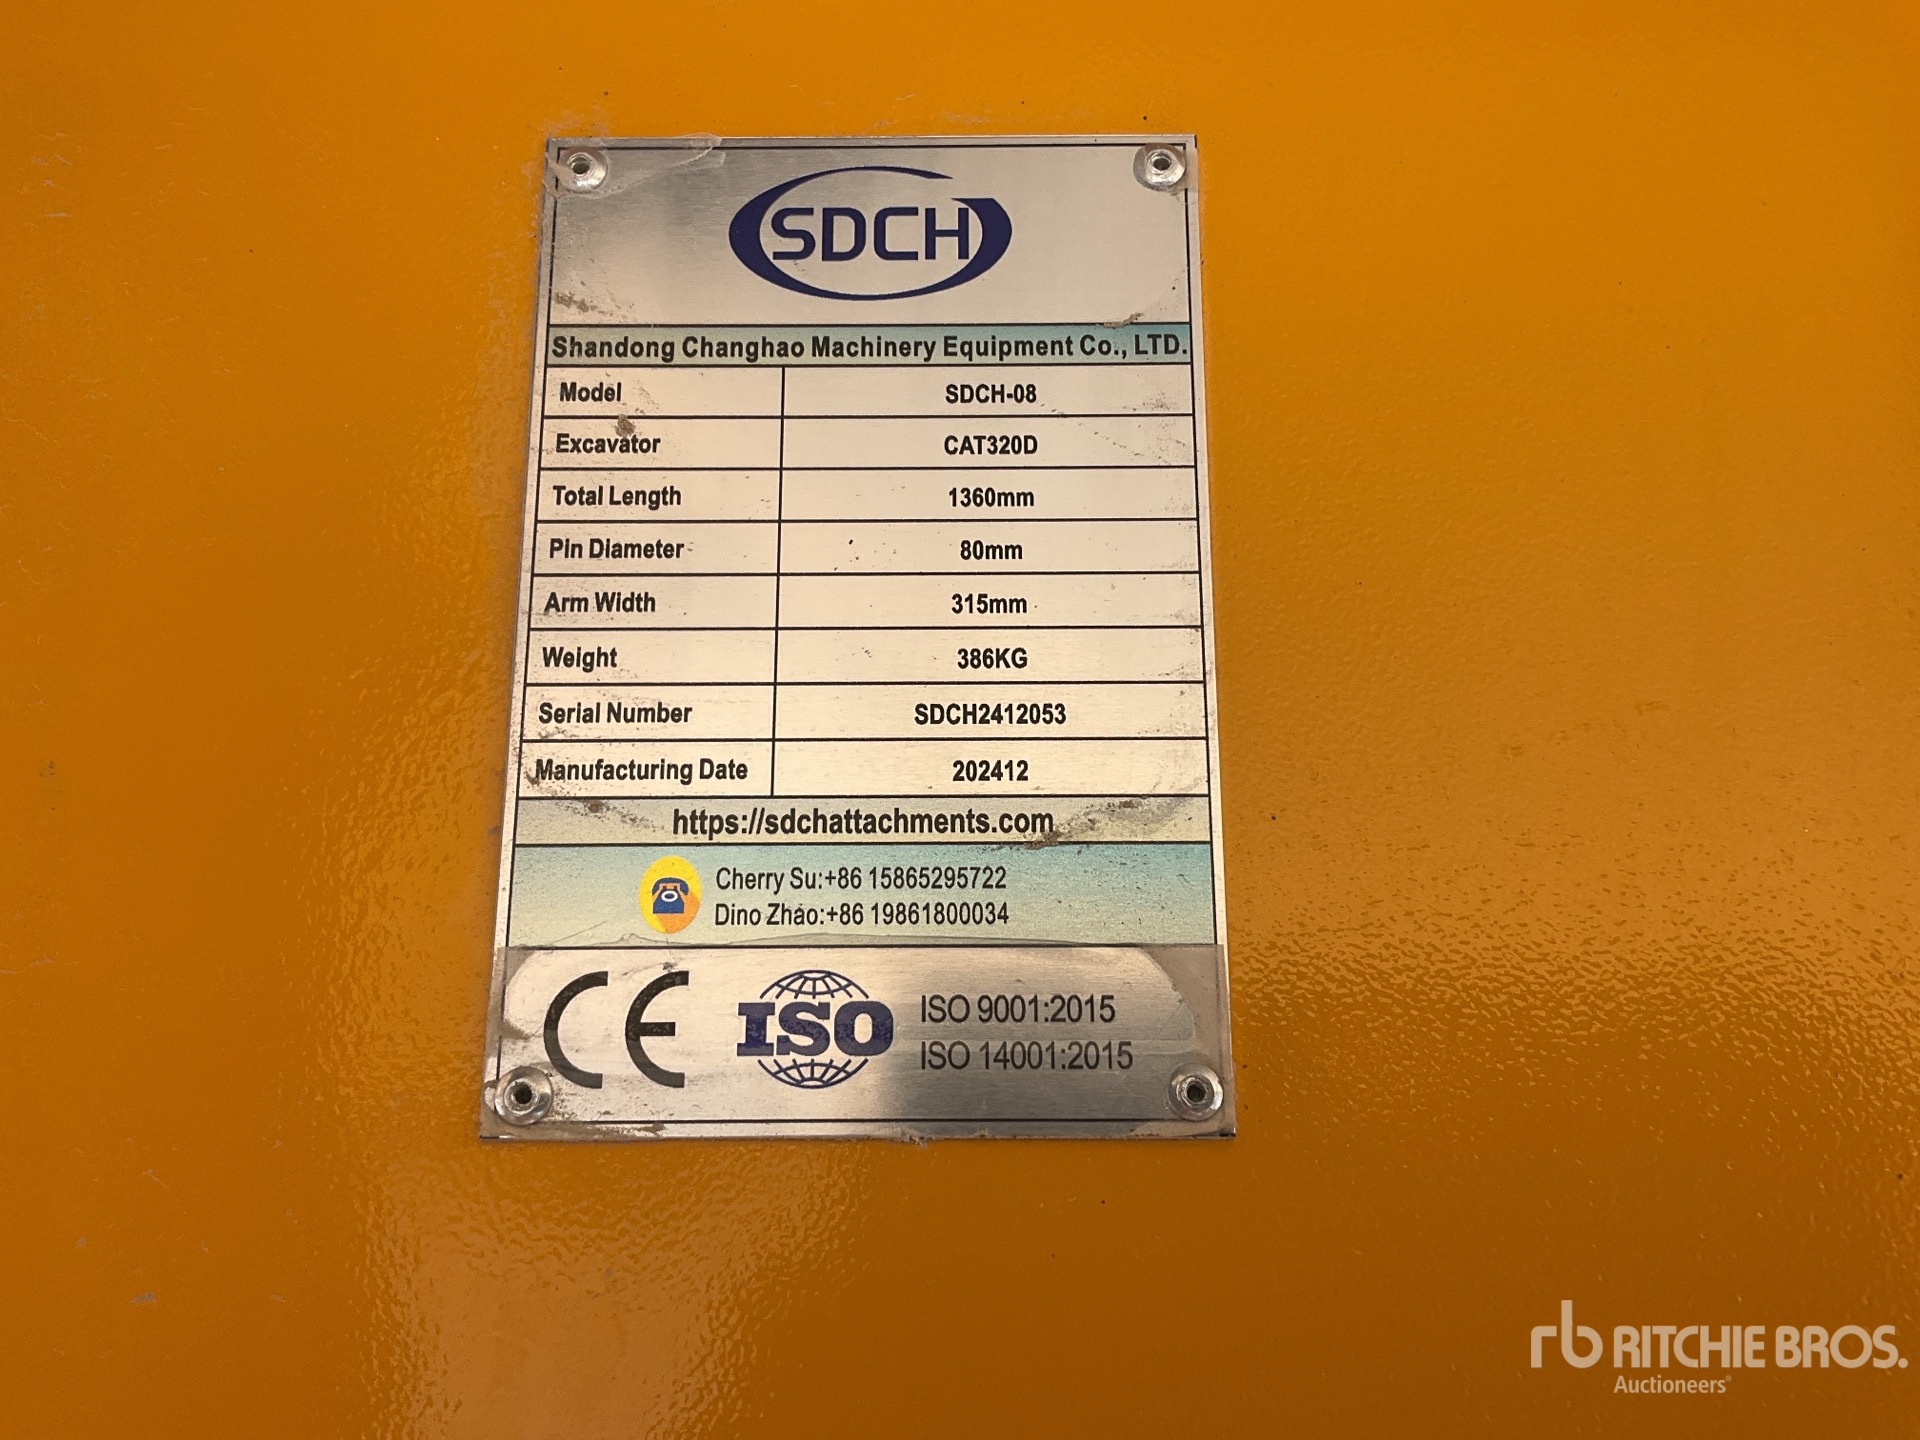 SDCH
Shandong Changhao Machinery Equipment Co., LTD.
Model SDCH-08
Excavator CAT320D
Total Length 1360mm
Pin Diameter 80mm
Arm Width 315mm
Weight 386KG
Serial Number SDCH2412053
Manufacturing Date 202412
https://sdchattachments.com
Cherry Su:+86 15865295722
Dino Zhao:+86 19861800034
CE ISO ISO 9001:2015
ISO 14001:2015
rb RITCHIE BROS.
Auctioneers®